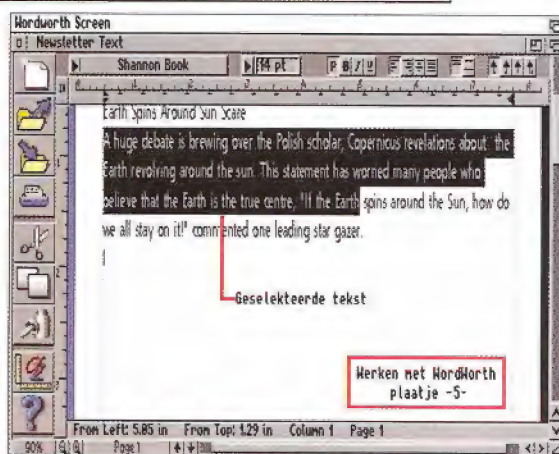 Wordworth Screen
Newsletter Text
Shannon Book 14 pt P B I U
Earth Spins Around Sun Scare
A huge debate is brewing over the Polish scholar, Copernicus revelations about. the
Earth revolving around the sun. This statement has worried many people who
believe that the Earth is the true centre, "If the Earth spins around the Sun, how do
we all stay on it!" commented one leading star gazer.
Geselekteerde tekst
Werken met WordWorth
plaatje -5-
From Left: 5.85 in From Top: 1.29 in Column 1 Page 1
90% Page 1